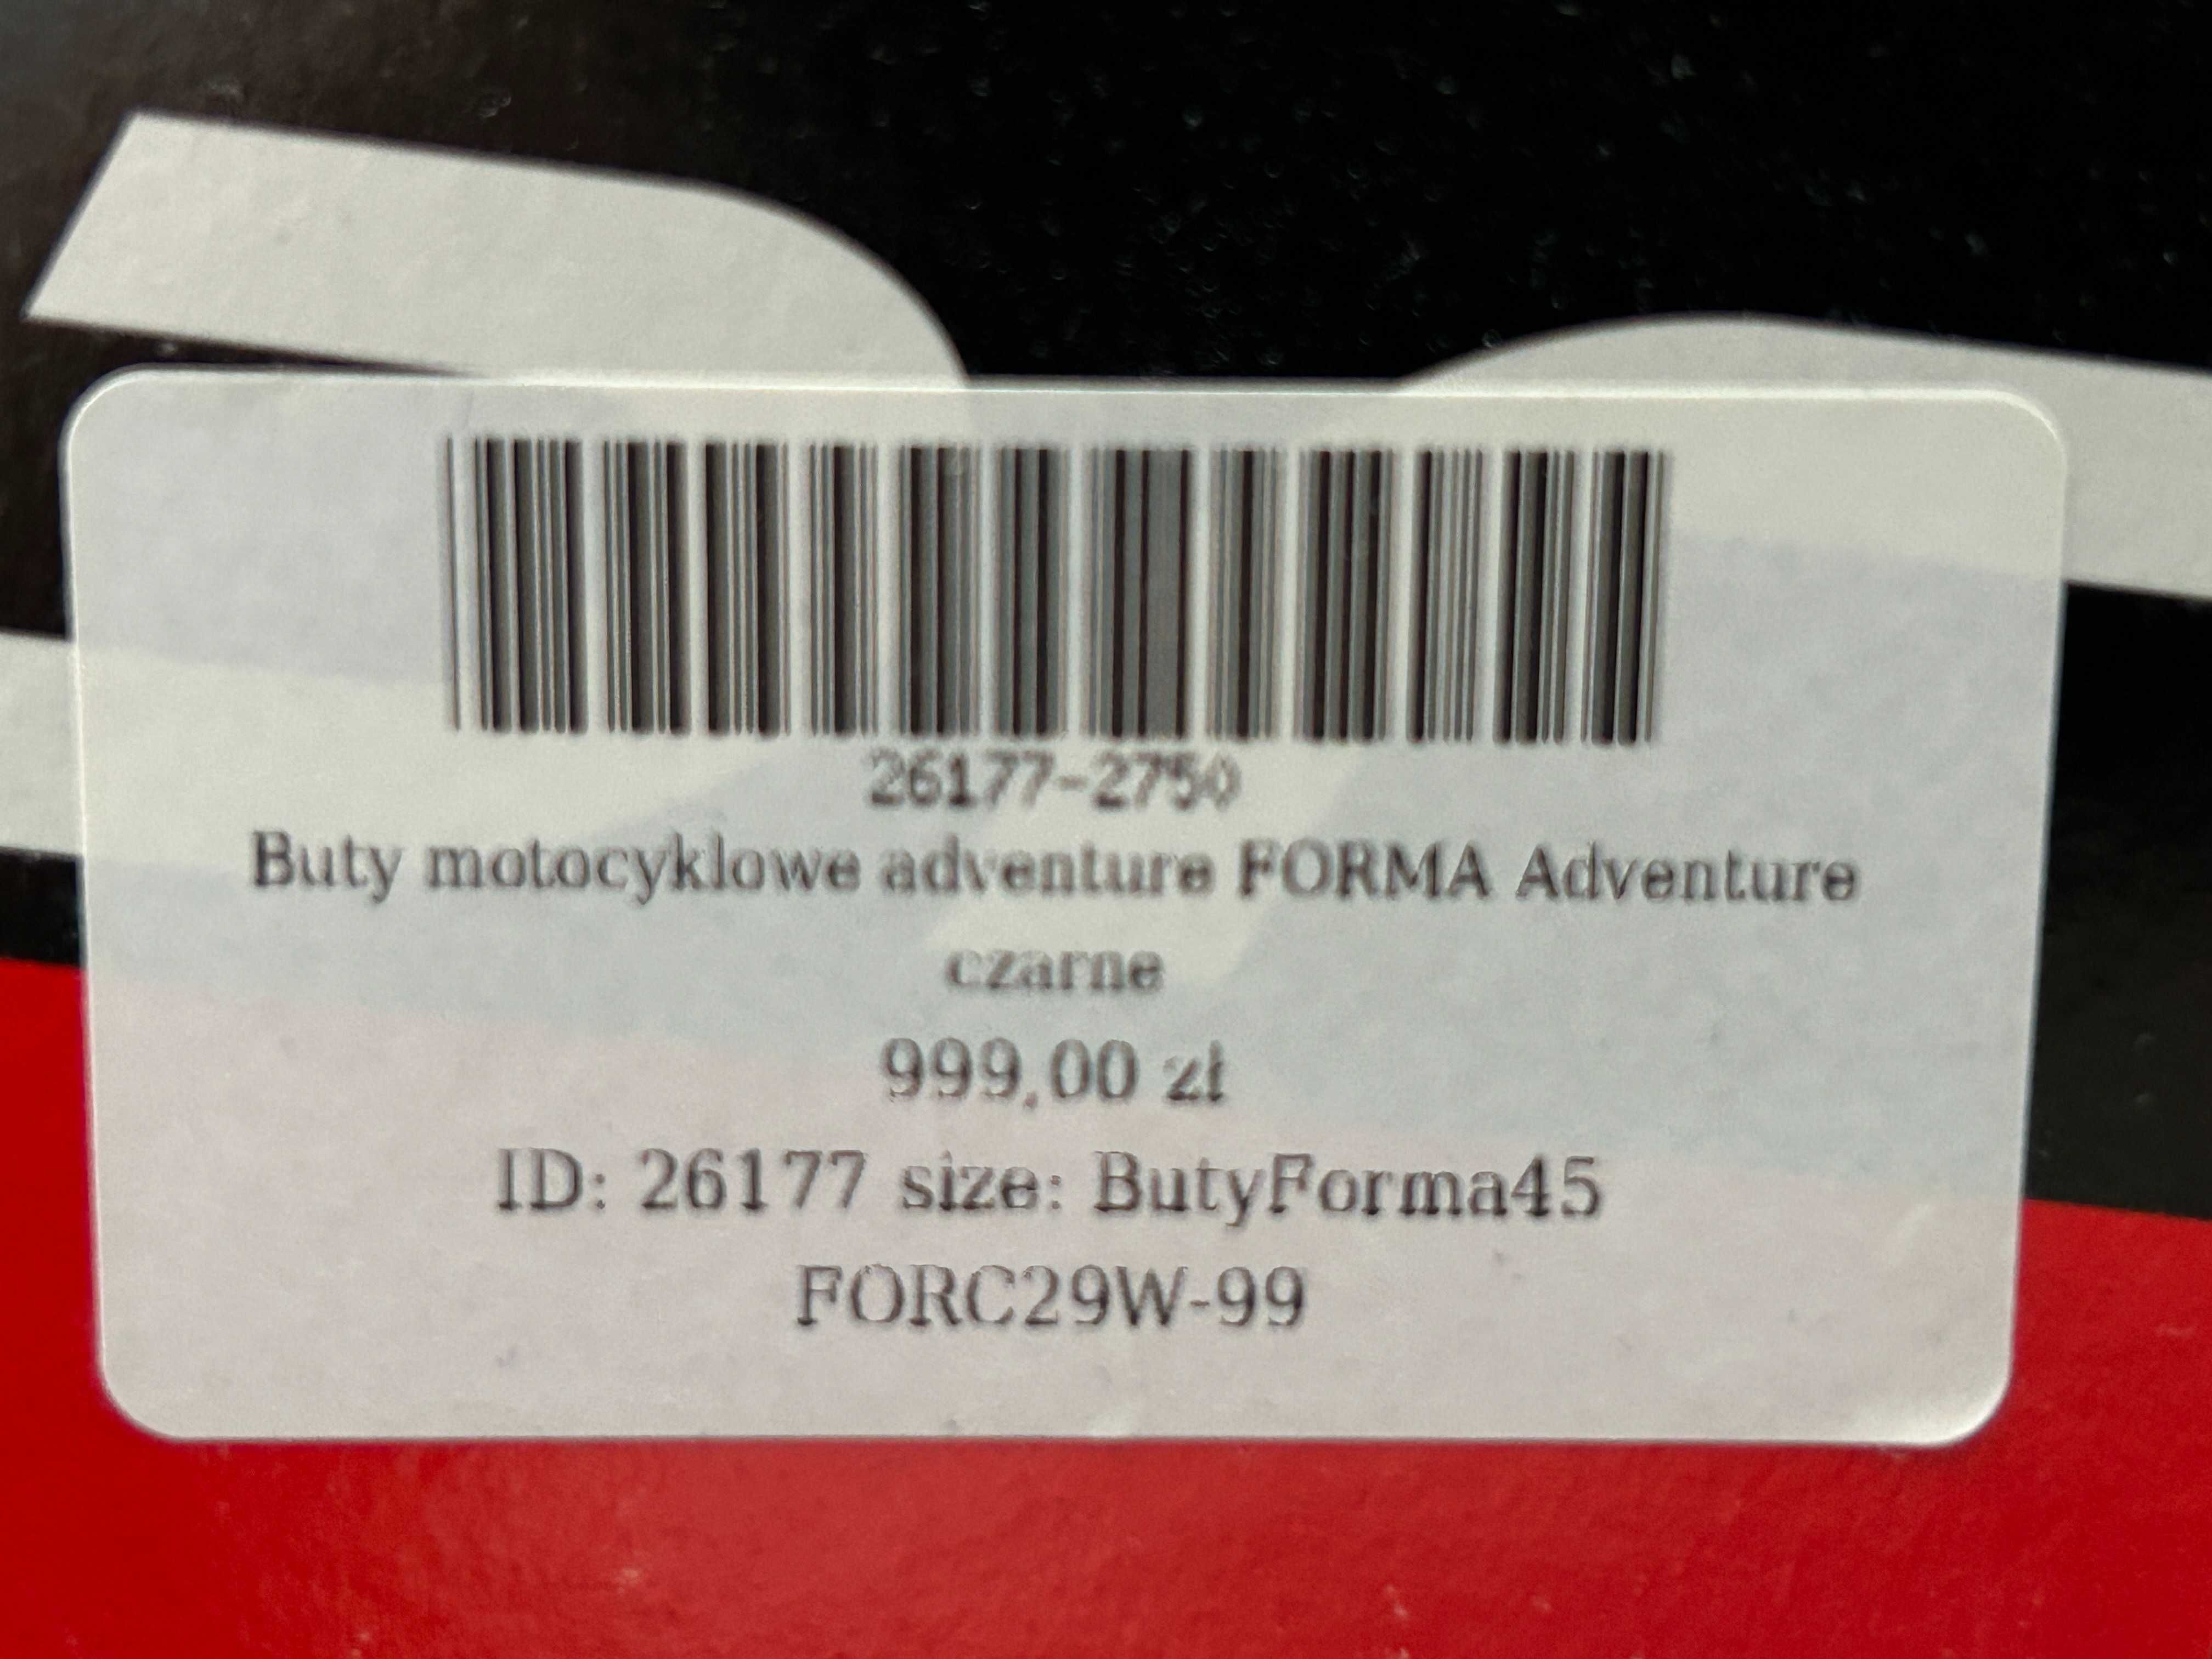 26177-2750
Buty motocyklowe adventure FORMA Adventure
czarne
999,00 zł
ID: 26177 size: ButyForma45
FORC29W-99